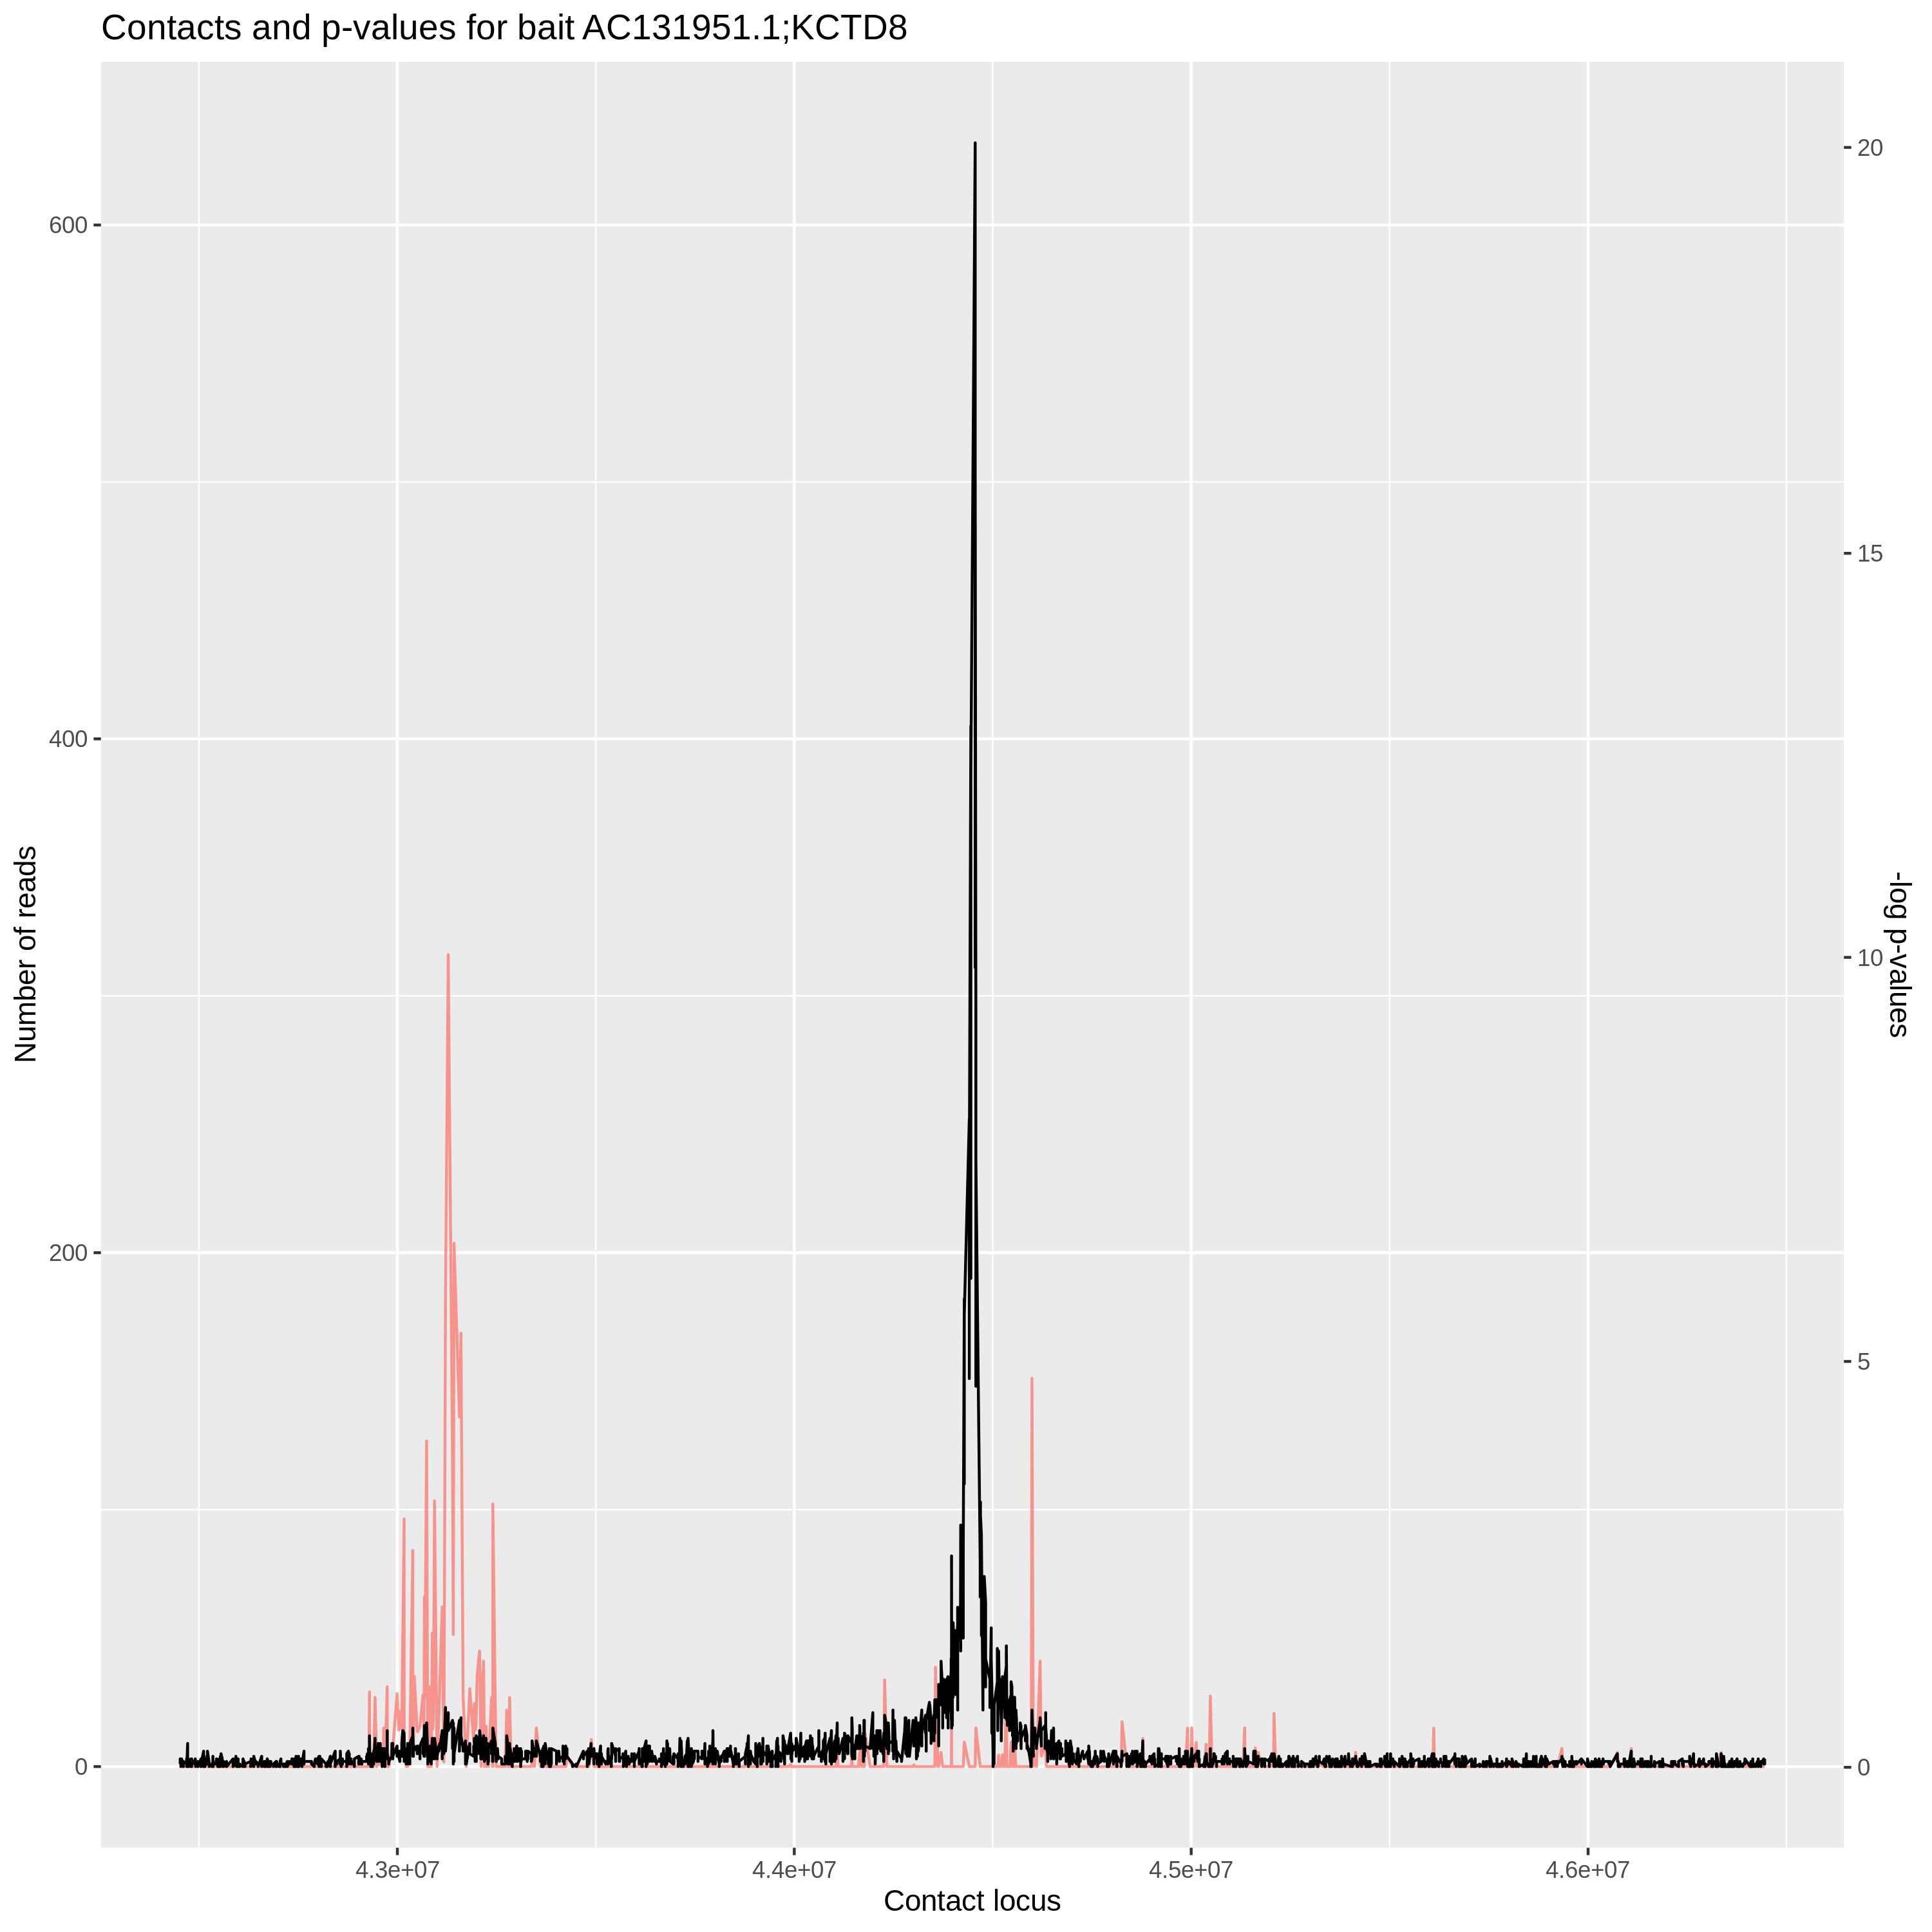 Contacts and p-values for bait AC131951.1;KCTD8
600
400
200
0
Number of reads
20
15
10
5
0
-log p-values
4.3e+07
4.4e+07
4.5e+07
4.6e+07
Contact locus